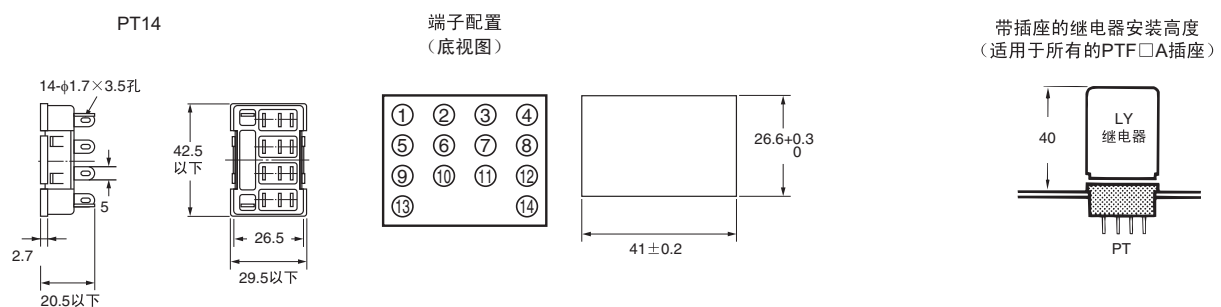 PT14
14-φ1.7×3.5孔
42.5
以下
5
2.7
26.5
20.5以下
29.5以下
端子配置
（底视图）
① ② ③ ④
⑤ ⑥ ⑦ ⑧
⑨ ⑩ ⑪ ⑫
⑬ ⑭
26.6+0.3
0
41±0.2
带插座的继电器安装高度
（适用于所有的PTF□A插座）
40
LY
继电器
PT